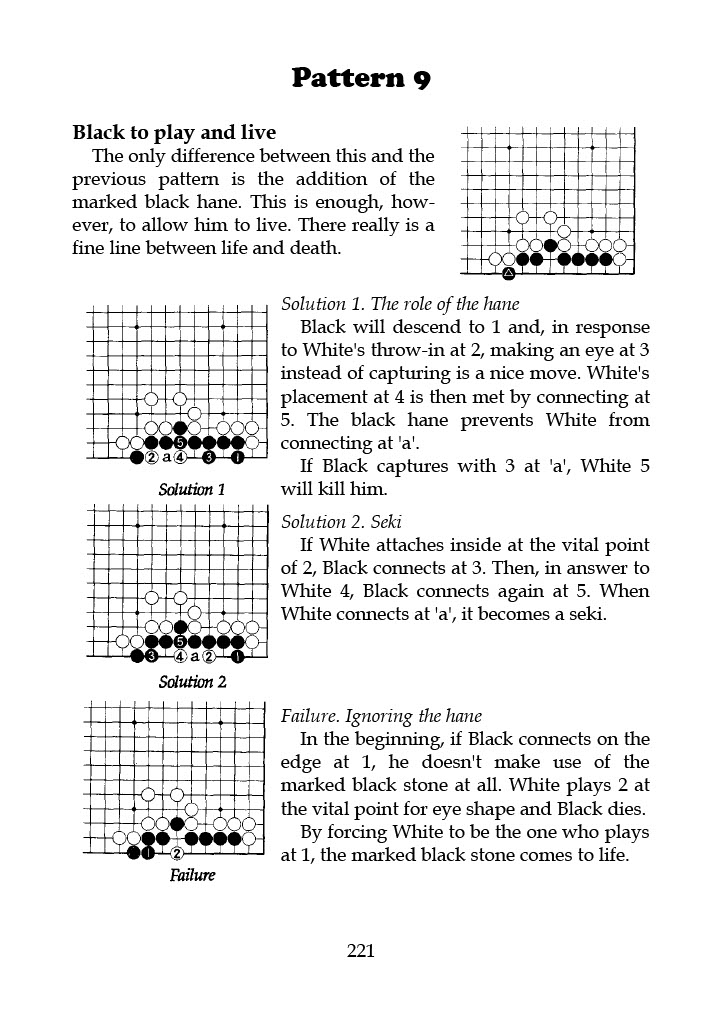 Pattern 9
Black to play and live
The only difference between this and the
previous pattern is the addition of the
marked black hane. This is enough, how-
ever, to allow him to live. There really is a
fine line between life and death.
Solution 1. The role of the hane
Black will descend to 1 and, in response
to White's throw-in at 2, making an eye at 3
instead of capturing is a nice move. White's
placement at 4 is then met by connecting at
5. The black hane prevents White from
connecting at 'a'.
If Black captures with 3 at 'a', White 5
will kill him.
5
2 a 4 3 1
Solution 1
Solution 2. Seki
If White attaches inside at the vital point
of 2, Black connects at 3. Then, in answer to
White 4, Black connects again at 5. When
White connects at 'a', it becomes a seki.
5
3 4 a 2 1
Solution 2
Failure. Ignoring the hane
In the beginning, if Black connects on the
edge at 1, he doesn't make use of the
marked black stone at all. White plays 2 at
the vital point for eye shape and Black dies.
By forcing White to be the one who plays
at 1, the marked black stone comes to life.
1 2
Failure
221